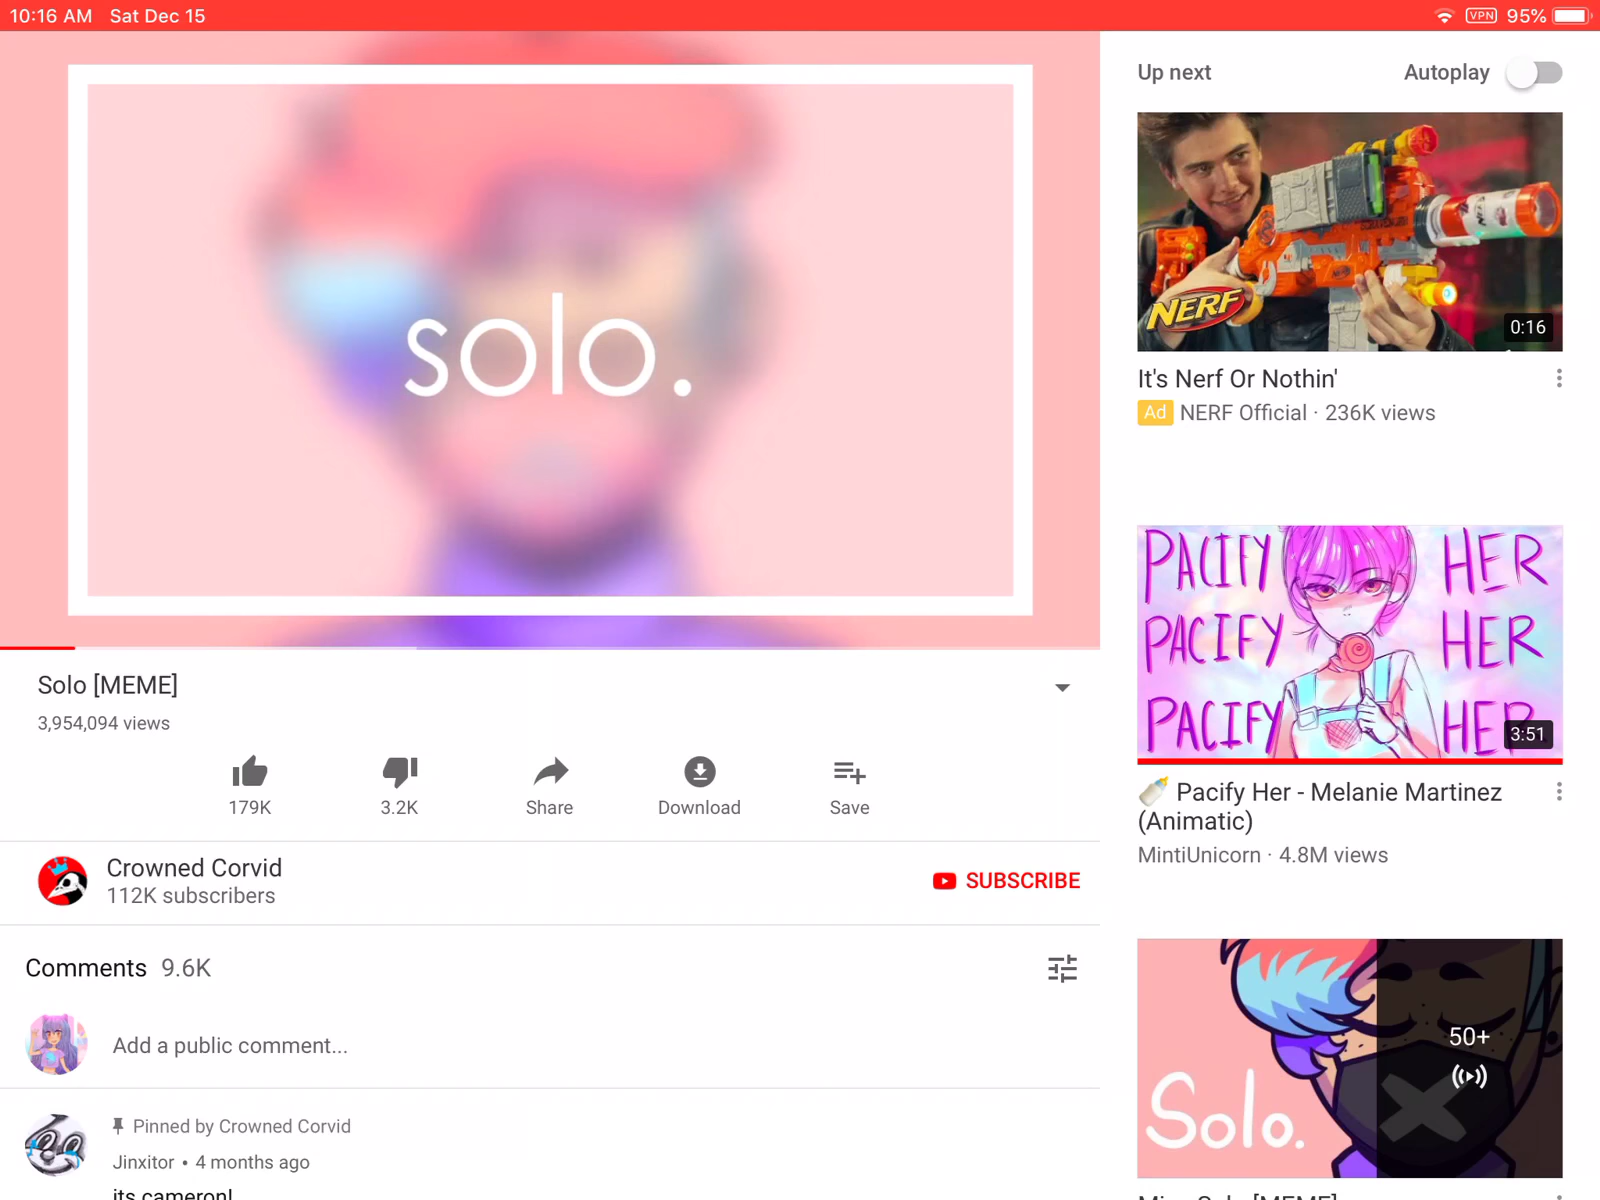 10:16 AM Sat Dec 15
VPN 95%
solo.
Solo [MEME]
3,954,094 views
179K
3.2K
Share
Download
Save
Crowned Corvid
112K subscribers
SUBSCRIBE
Comments 9.6K
Add a public comment...
Pinned by Crowned Corvid
Jinxitor • 4 months ago
its cameron!
Up next
Autoplay
NERF
0:16
It's Nerf Or Nothin'
Ad NERF Official · 236K views
PACIFY HER
PACIFY HER
PACIFY HER
3:51
🍼 Pacify Her - Melanie Martinez
(Animatic)
MintiUnicorn · 4.8M views
Solo.
50+